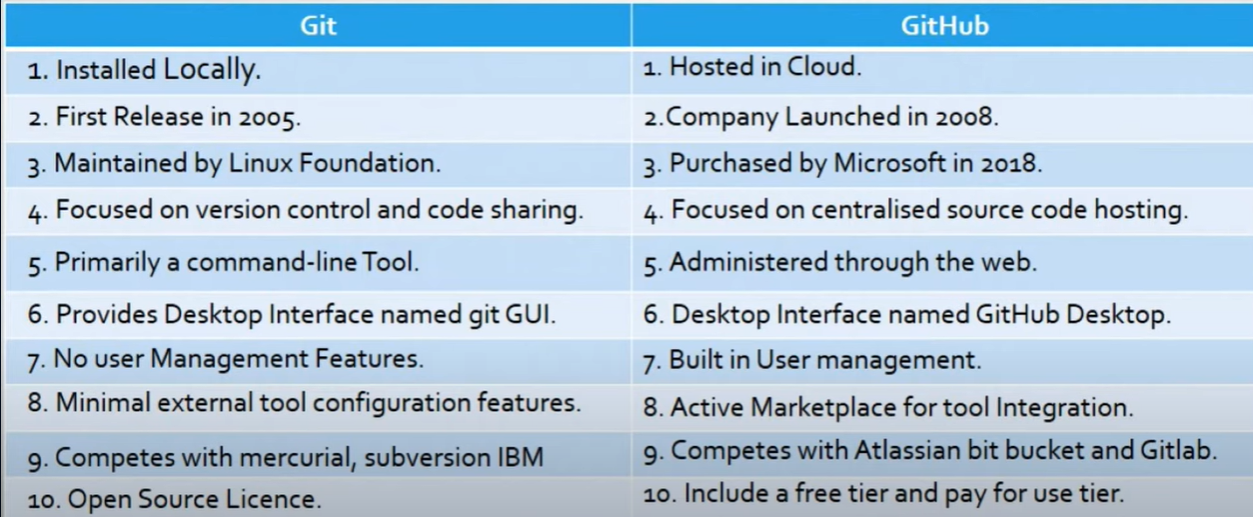 Git GitHub
1. Installed Locally. 1. Hosted in Cloud.
2. First Release in 2005. 2.Company Launched in 2008.
3. Maintained by Linux Foundation. 3. Purchased by Microsoft in 2018.
4. Focused on version control and code sharing. 4. Focused on centralised source code hosting.
5. Primarily a command-line Tool. 5. Administered through the web.
6. Provides Desktop Interface named git GUI. 6. Desktop Interface named GitHub Desktop.
7. No user Management Features. 7. Built in User management.
8. Minimal external tool configuration features. 8. Active Marketplace for tool Integration.
9. Competes with mercurial, subversion IBM 9. Competes with Atlassian bit bucket and Gitlab.
10. Open Source Licence. 10. Include a free tier and pay for use tier.